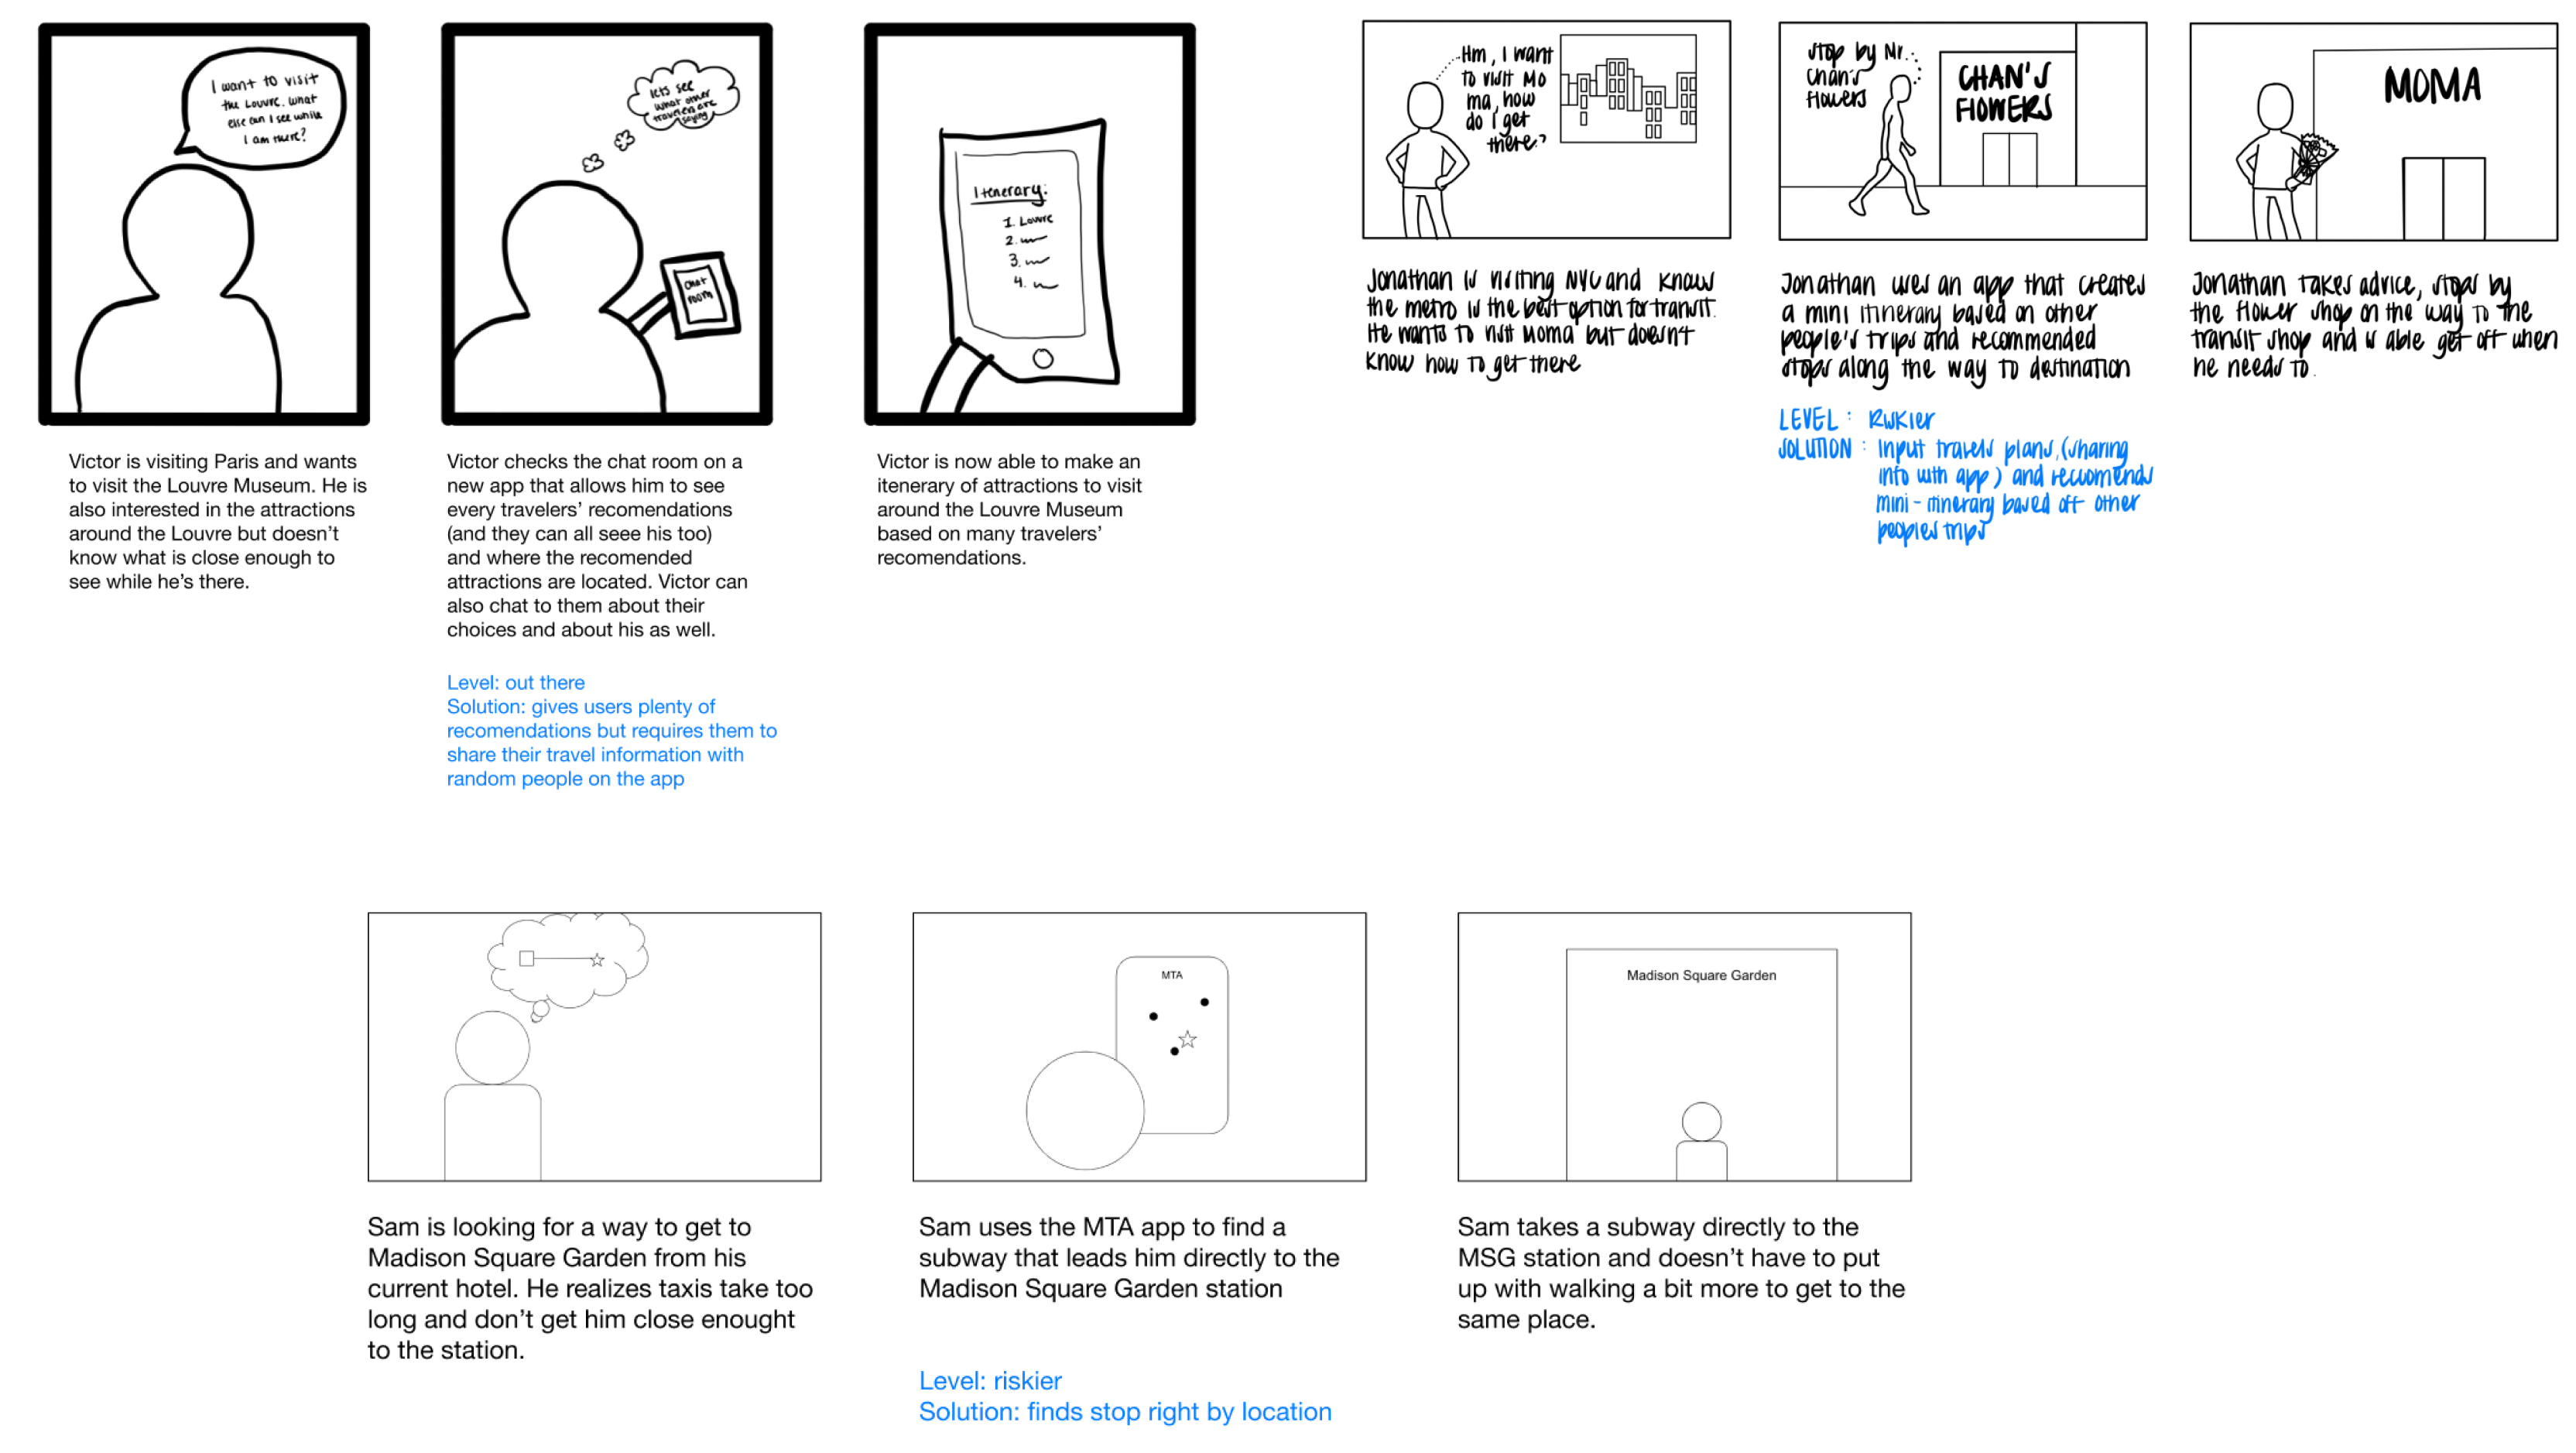 I want to visit
the Louvre. what
else can I see while
I am there?
Victor is visiting Paris and wants
to visit the Louvre Museum. He is
also interested in the attractions
around the Louvre but doesn't
know what is close enough to
see while he's there.
lets see
what other
travelers are
saying
chat
room
Victor checks the chat room on a
new app that allows him to see
every travelers' recomendations
(and they can all seee his too)
and where the recomended
attractions are located. Victor can
also chat to them about their
choices and about his as well.
Level: out there
Solution: gives users plenty of
recomendations but requires them to
share their travel information with
random people on the app
Itenerary:
1. Louvre
2.
3.
4.
Victor is now able to make an
itenerary of attractions to visit
around the Louvre Museum
based on many travelers'
recomendations.
Hm, I want
to visit Mo
ma, how
do I get
there?
Jonathan is visiting NYC and knows
the metro is the best option for transit.
He wants to visit Moma but doesn't
know how to get there
Stop by Mr.
Chan's
flowers
CHAN'S
FLOWERS
Jonathan uses an app that creates
a mini itinerary based on other
people's trips and recommended
stops along the way to destination
LEVEL: Riskier
SOLUTION: Input travels plans, (sharing
info with app) and reccomends
mini-itinerary based off other
peoples trips
MOMA
Jonathan takes advice, stops by
the flower shop on the way to the
transit shop and is able get off when
he needs to.
Sam is looking for a way to get to
Madison Square Garden from his
current hotel. He realizes taxis take too
long and don't get him close enought
to the station.
MTA
Sam uses the MTA app to find a
subway that leads him directly to the
Madison Square Garden station
Level: riskier
Solution: finds stop right by location
Madison Square Garden
Sam takes a subway directly to the
MSG station and doesn't have to put
up with walking a bit more to get to the
same place.